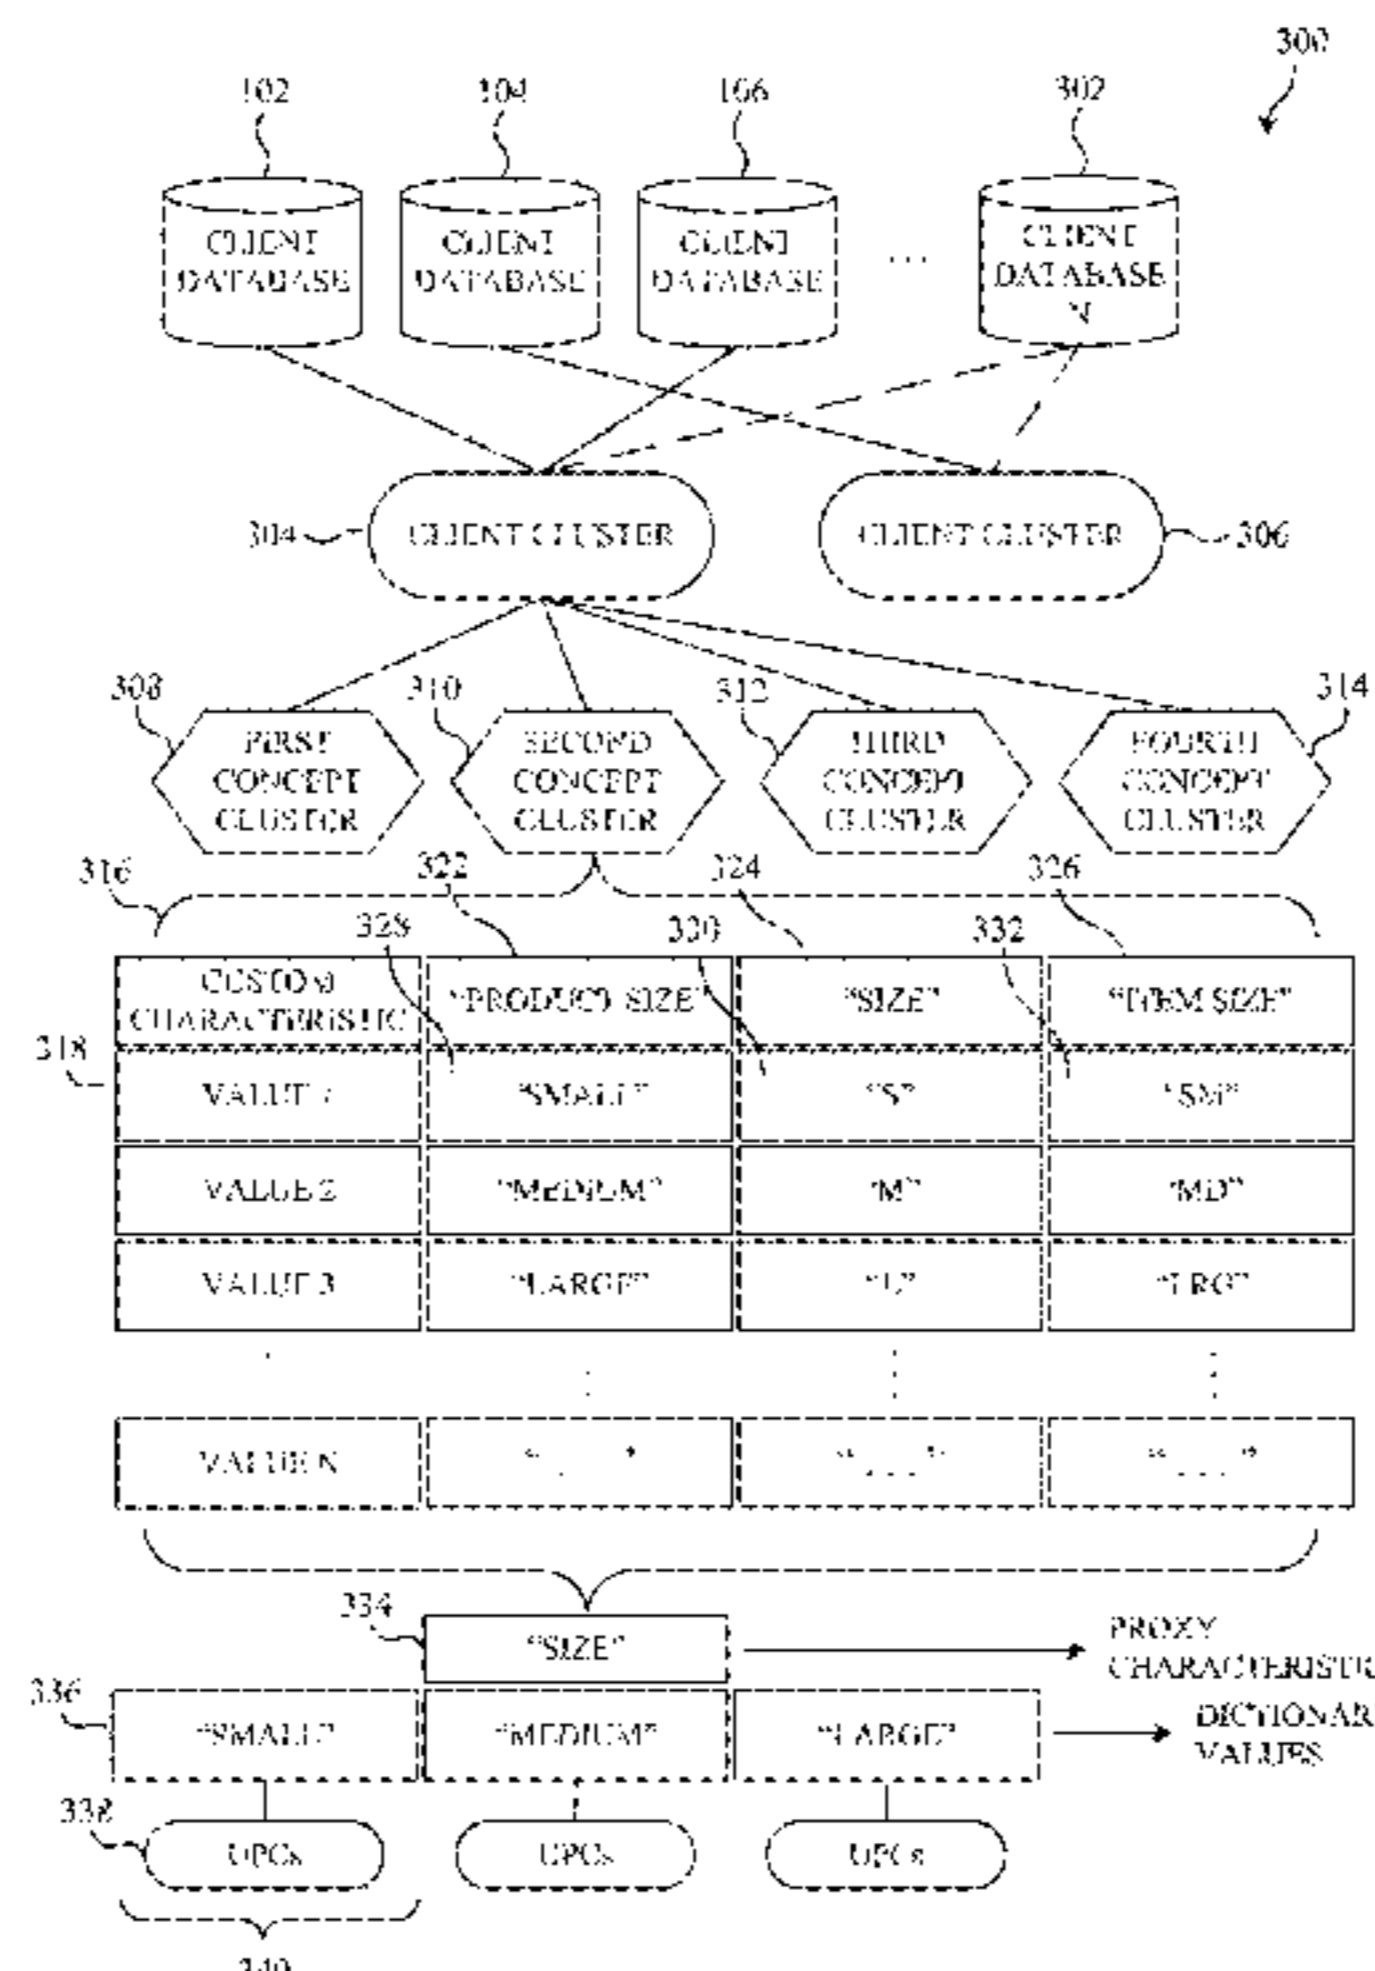 300
102
104
106
302
CLIENT
DATABASE
CLIENT
DATABASE
CLIENT
DATABASE
...
CLIENT
DATABASE
N
304
CLIENT CLUSTER
CLIENT CLUSTER
306
308
310
312
314
FIRST
CONCEPT
CLUSTER
SECOND
CONCEPT
CLUSTER
THIRD
CONCEPT
CLUSTER
FOURTH
CONCEPT
CLUSTER
316
322
324
326
328
330
332
CUSTOM
CHARACTERISTIC
"PRODUCT SIZE"
"SIZE"
"ITEM SIZE"
318
VALUE 1
"SMALL"
"S"
"SM"
VALUE 2
"MEDIUM"
"M"
"MD"
VALUE 3
"LARGE"
"L"
"LRG"
VALUE N
". . ."
". . ."
". . ."
334
"SIZE"
PROXY
CHARACTERISTIC
336
"SMALL"
"MEDIUM"
"LARGE"
DICTIONAR
VALUES
338
UPCs
UPCs
UPCs
340